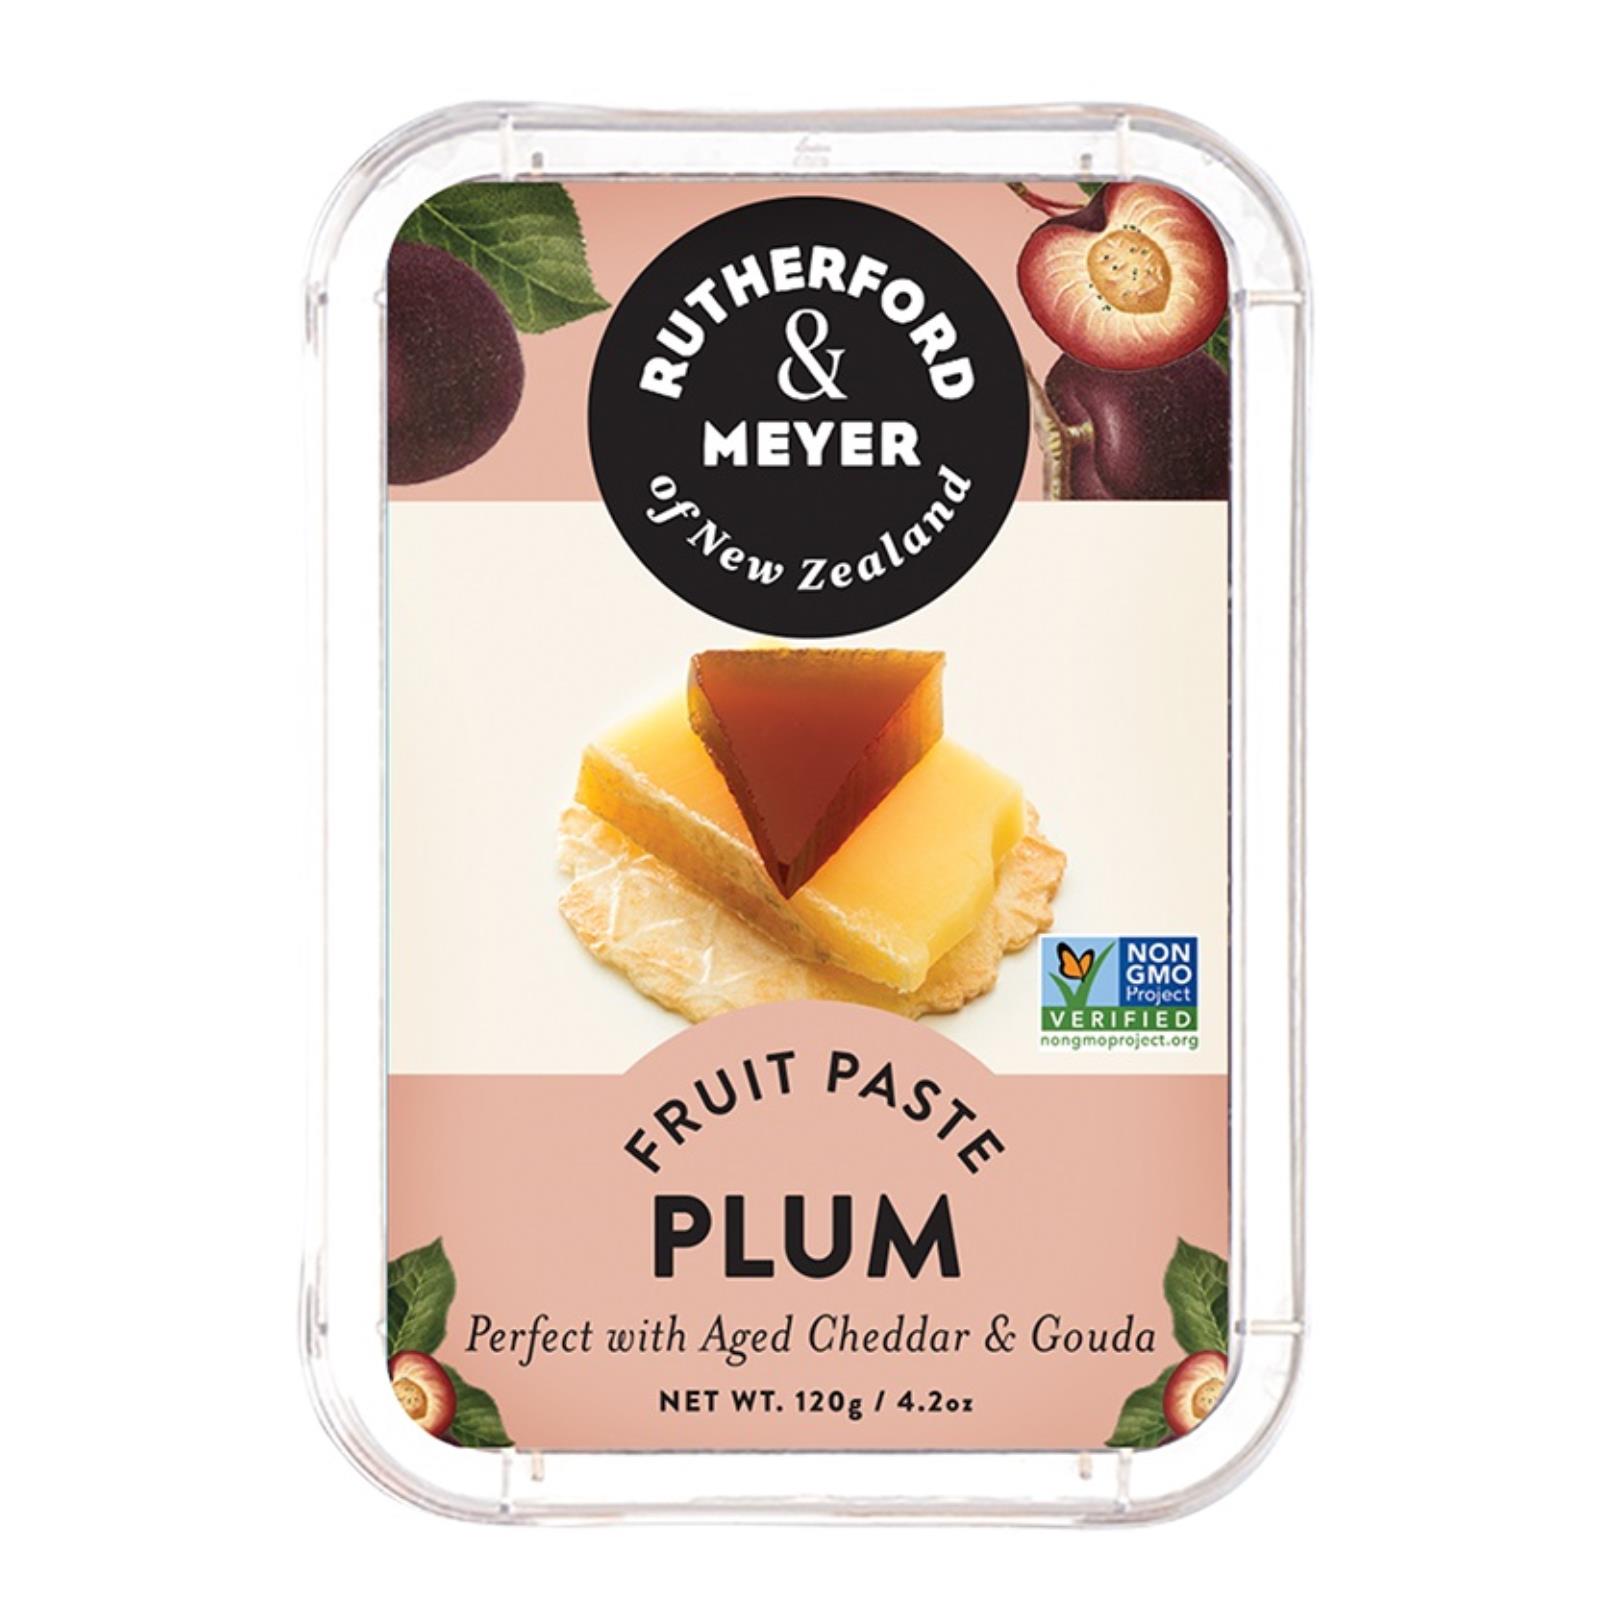 RUTHERFORD
&
MEYER
of New Zealand
NON
GMO
Project
VERIFIED
nongmoproject.org
FRUIT PASTE
PLUM
Perfect with Aged Cheddar & Gouda
NET WT. 120g / 4.2oz